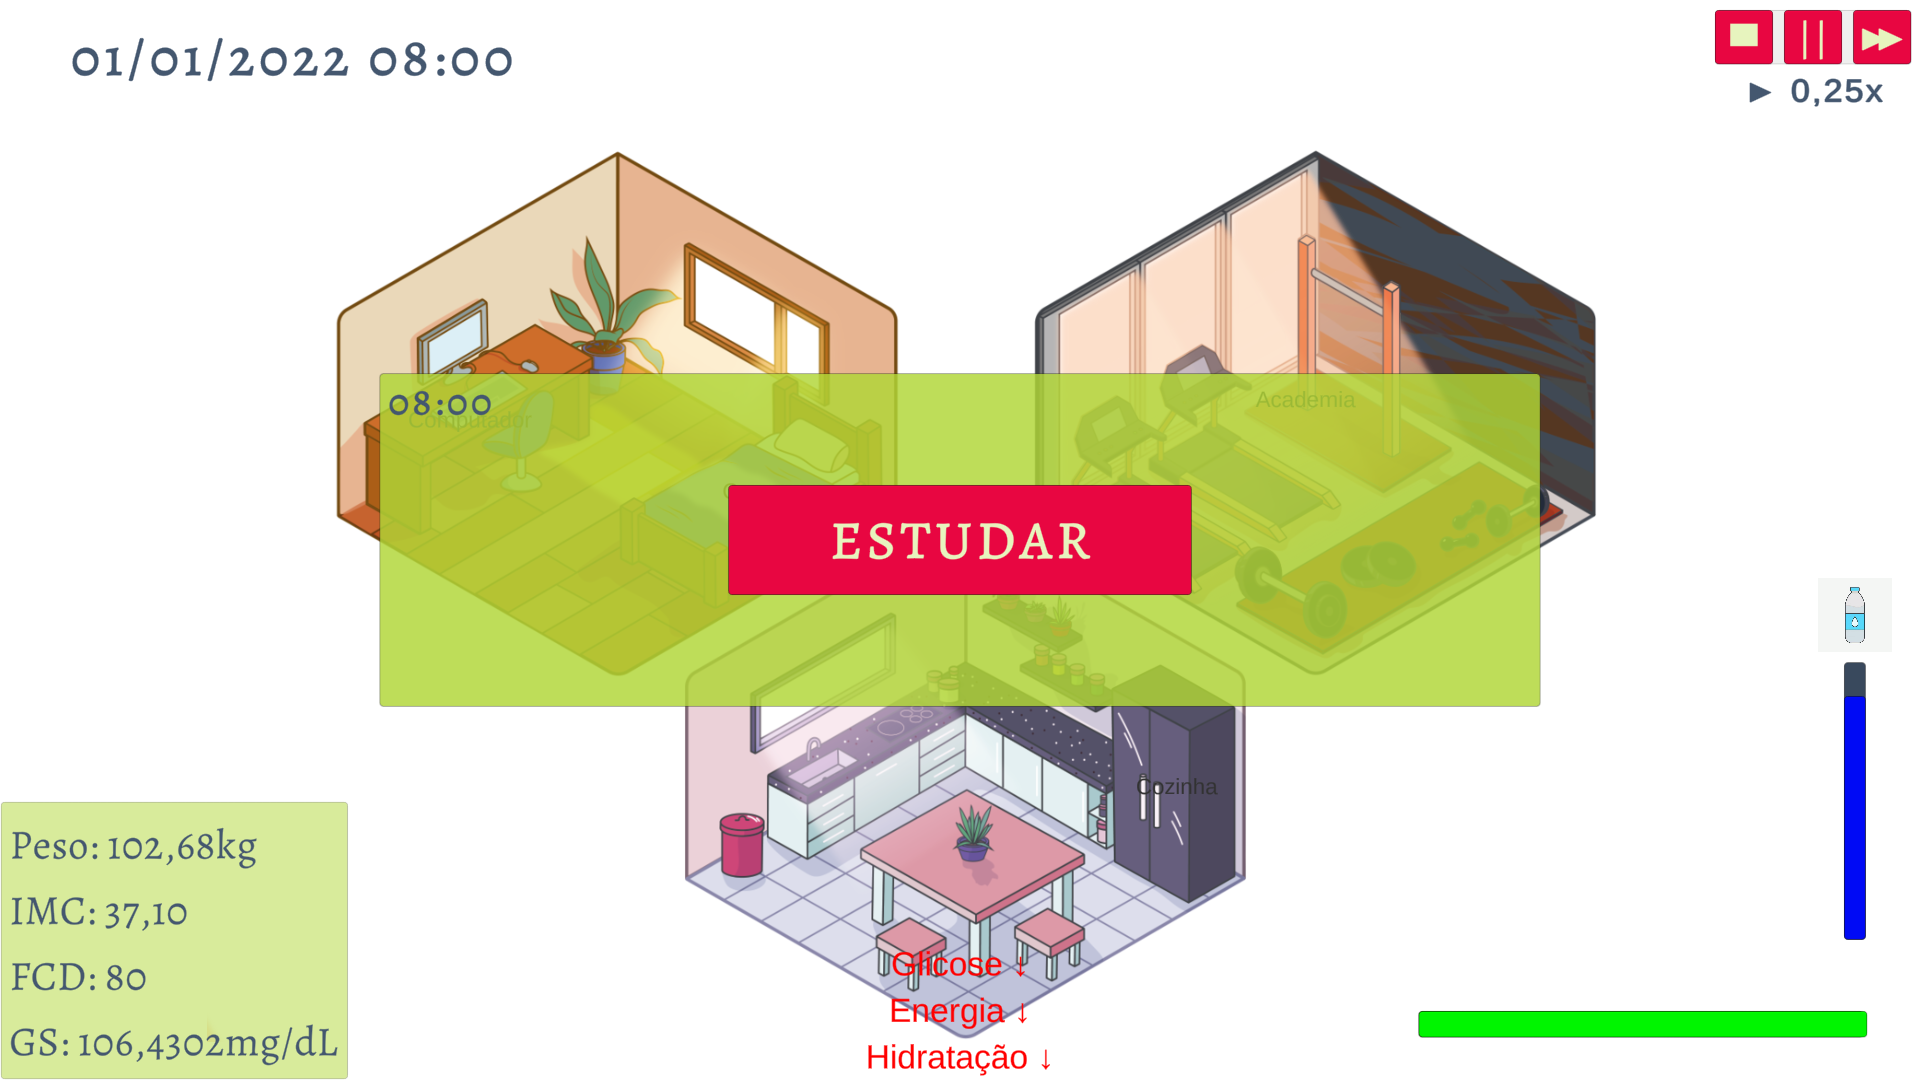 01/01/2022 08:00
► 0,25x
08:00
Computador
Academia
ESTUDAR
Cozinha
Peso: 102,68kg
IMC: 37,10
FCD: 80
GS: 106,4302mg/dL
Glicose ↓
Energia ↓
Hidratação ↓